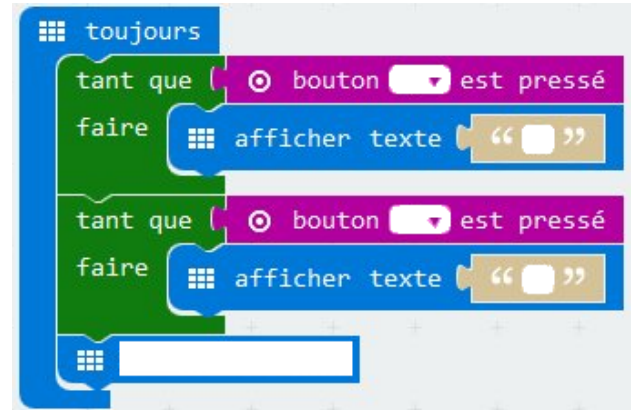 toujours
tant que bouton est pressé
faire afficher texte “ ”
tant que bouton est pressé
faire afficher texte “ ”